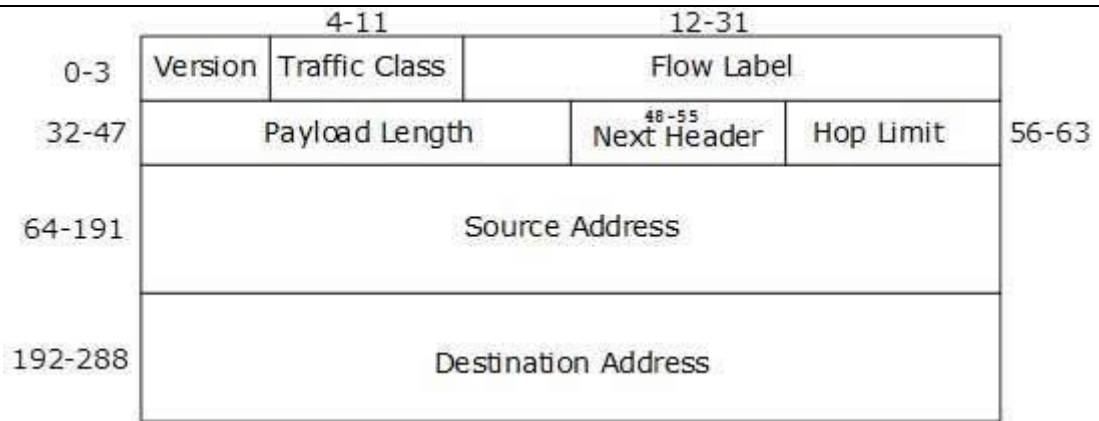 4-11 12-31
0-3 Version Traffic Class Flow Label
48-55
32-47 Payload Length Next Header Hop Limit 56-63
64-191 Source Address
192-288 Destination Address